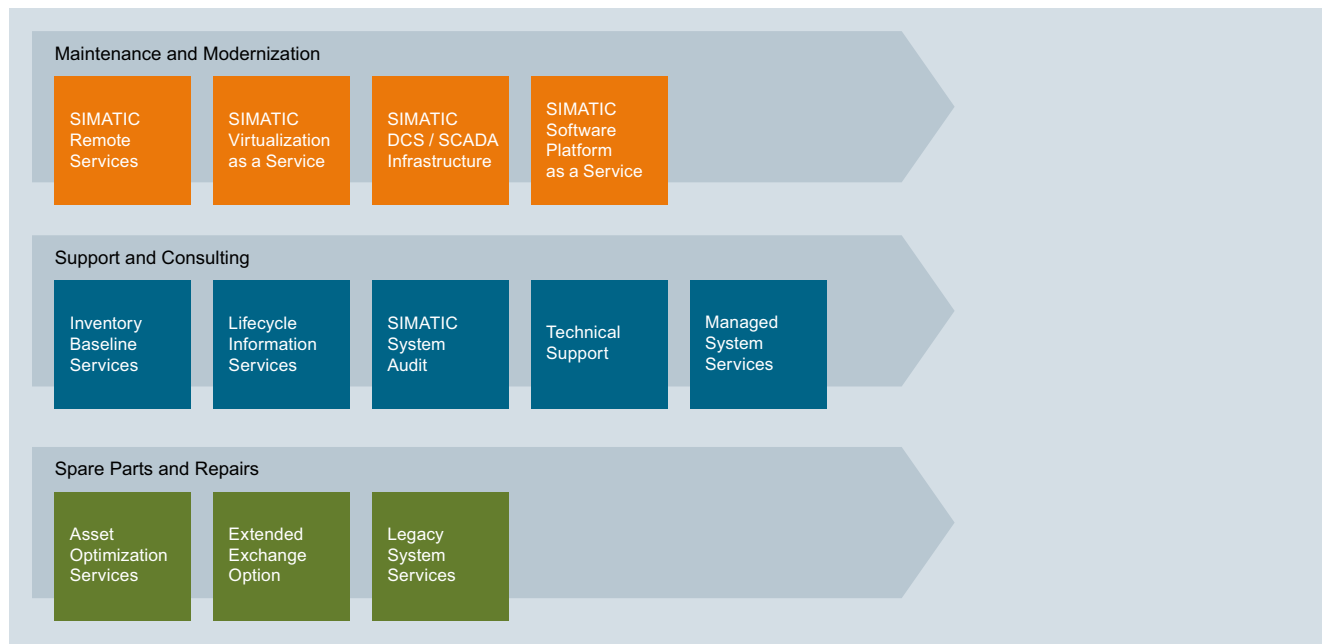 Maintenance and Modernization
SIMATIC
Remote
Services
SIMATIC
Virtualization
as a Service
SIMATIC
DCS / SCADA
Infrastructure
SIMATIC
Software
Platform
as a Service
Support and Consulting
Inventory
Baseline
Services
Lifecycle
Information
Services
SIMATIC
System
Audit
Technical
Support
Managed
System
Services
Spare Parts and Repairs
Asset
Optimization
Services
Extended
Exchange
Option
Legacy
System
Services